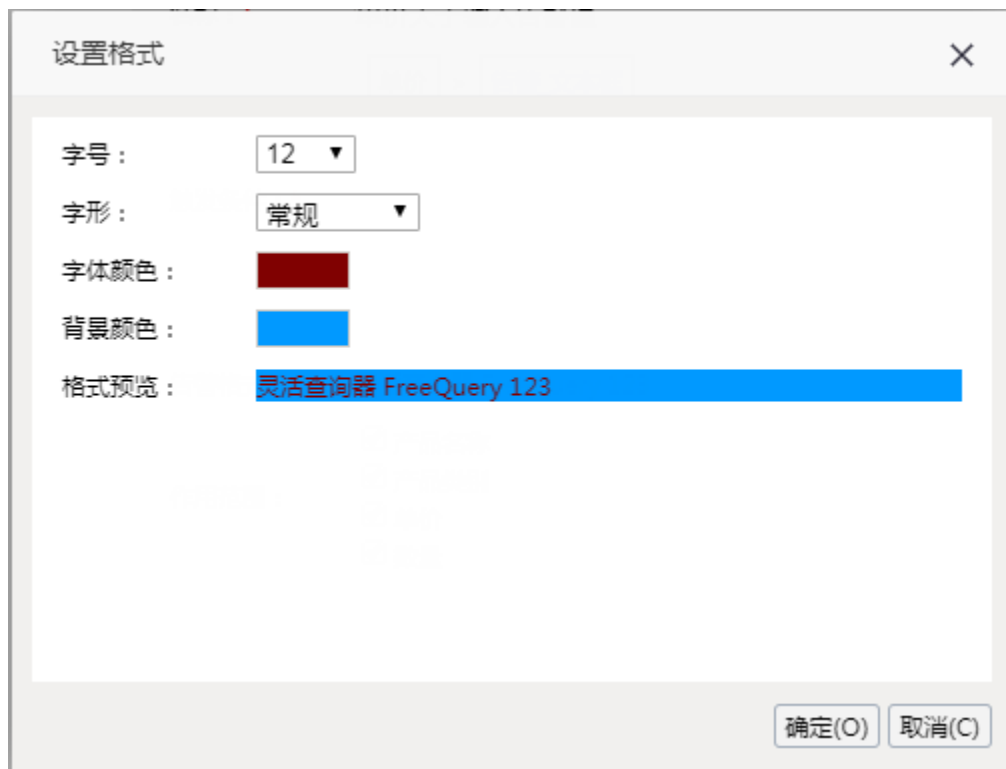 设置格式
字号：
12
字形：
常规
字体颜色：
背景颜色：
格式预览：
灵活查询器 FreeQuery 123
确定(O)
取消(C)